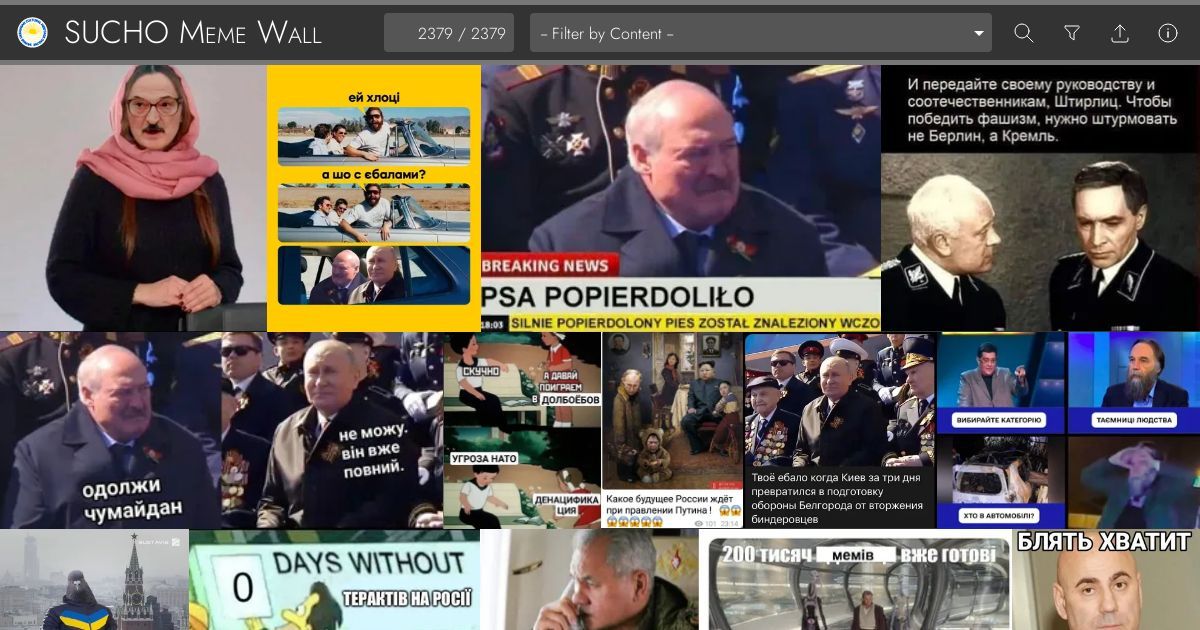 SUCHO Meme Wall
2379 / 2379
– Filter by Content –
ей хлоці
а шо с єбалами?
BREAKING NEWS
PSA POPIERDOLIŁO
18:03 SILNIE POPIERDOLONY PIES ZOSTAŁ ZNALEZIONY WCZO
И передайте своему руководству и
соотечественникам, Штирлиц. Чтобы
победить фашизм, нужно штурмовать
не Берлин, а Кремль.
одолжи
чумайдан
не можу.
він вже
повний.
СКУЧНО
А ДАВАЙ
ПОИГРАЕМ
В ДОЛБОЁБОВ
УГРОЗА НАТО
ДЕНАЦИФИКА
ЦИЯ
Какое будущее России ждёт
при правлении Путина !
101 23:14
Твоё ебало когда Киев за три дня
превратился в подготовку
обороны Белгорода от вторжения
биндеровцев
ВИБИРАЙТЕ КАТЕГОРІЮ
ТАЄМНИЦІ ЛЮДСТВА
ХТО В АВТОМОБІЛІ?
0
DAYS WITHOUT
ТЕРАКТІВ НА РОСІЇ
200 тисяч мемів вже готові
БЛЯТЬ ХВАТИТ